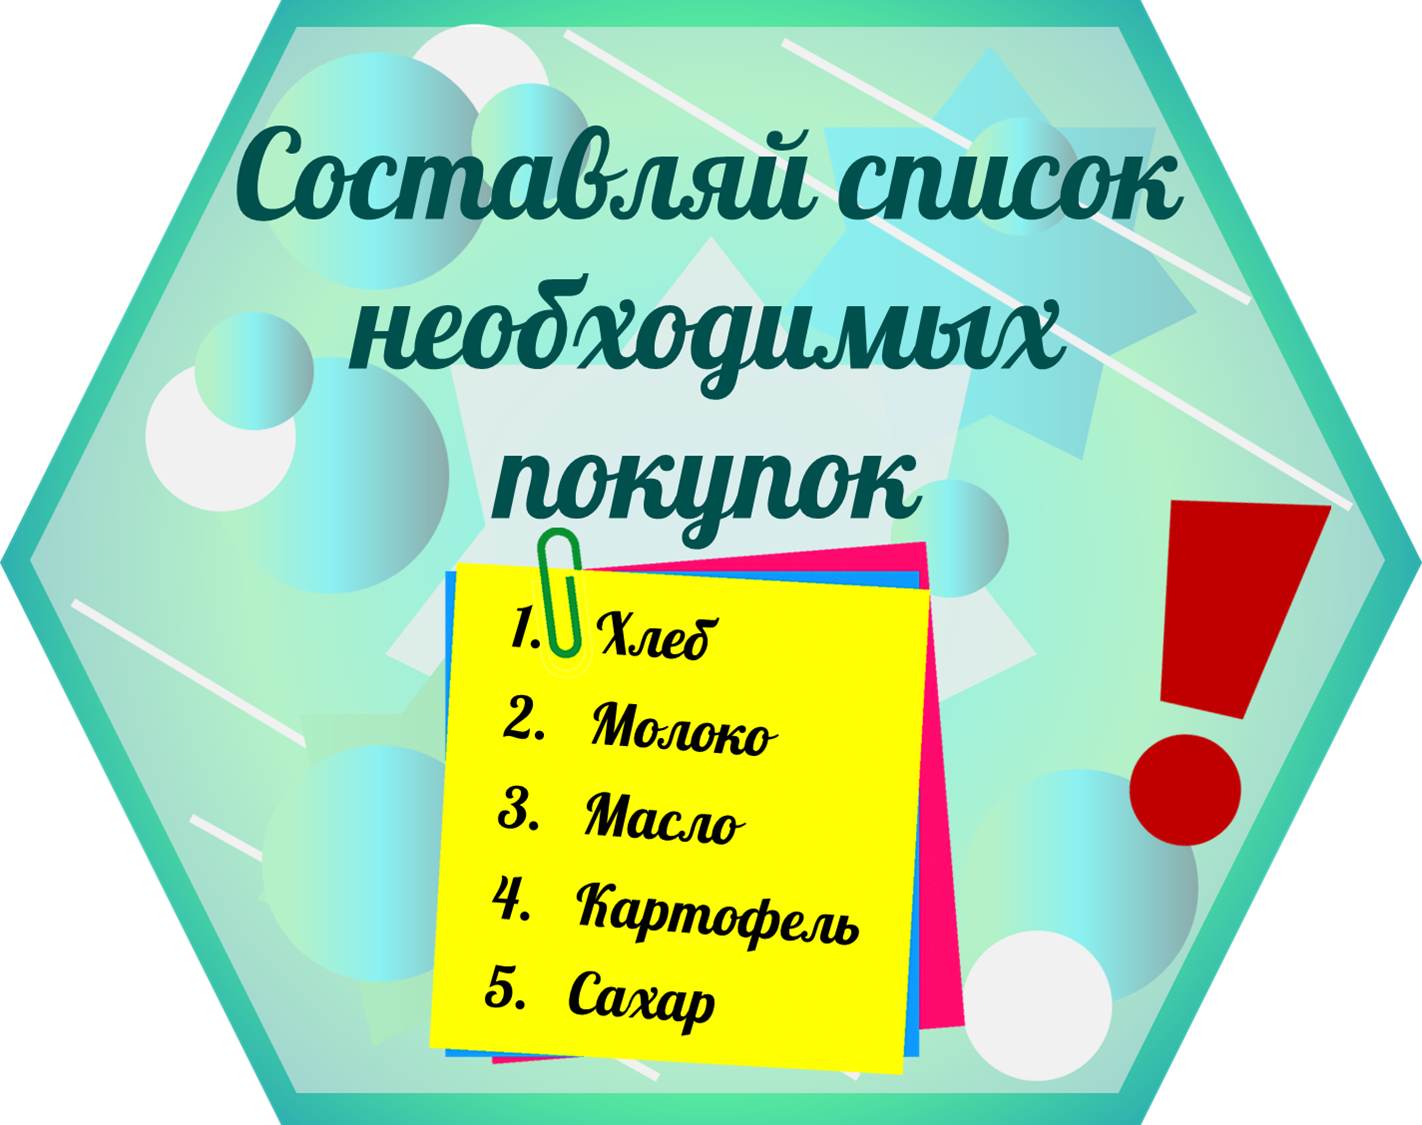 Составляй список
необходимых
покупок
1. Хлеб
2. Молоко
3. Масло
4. Картофель
5. Сахар
!